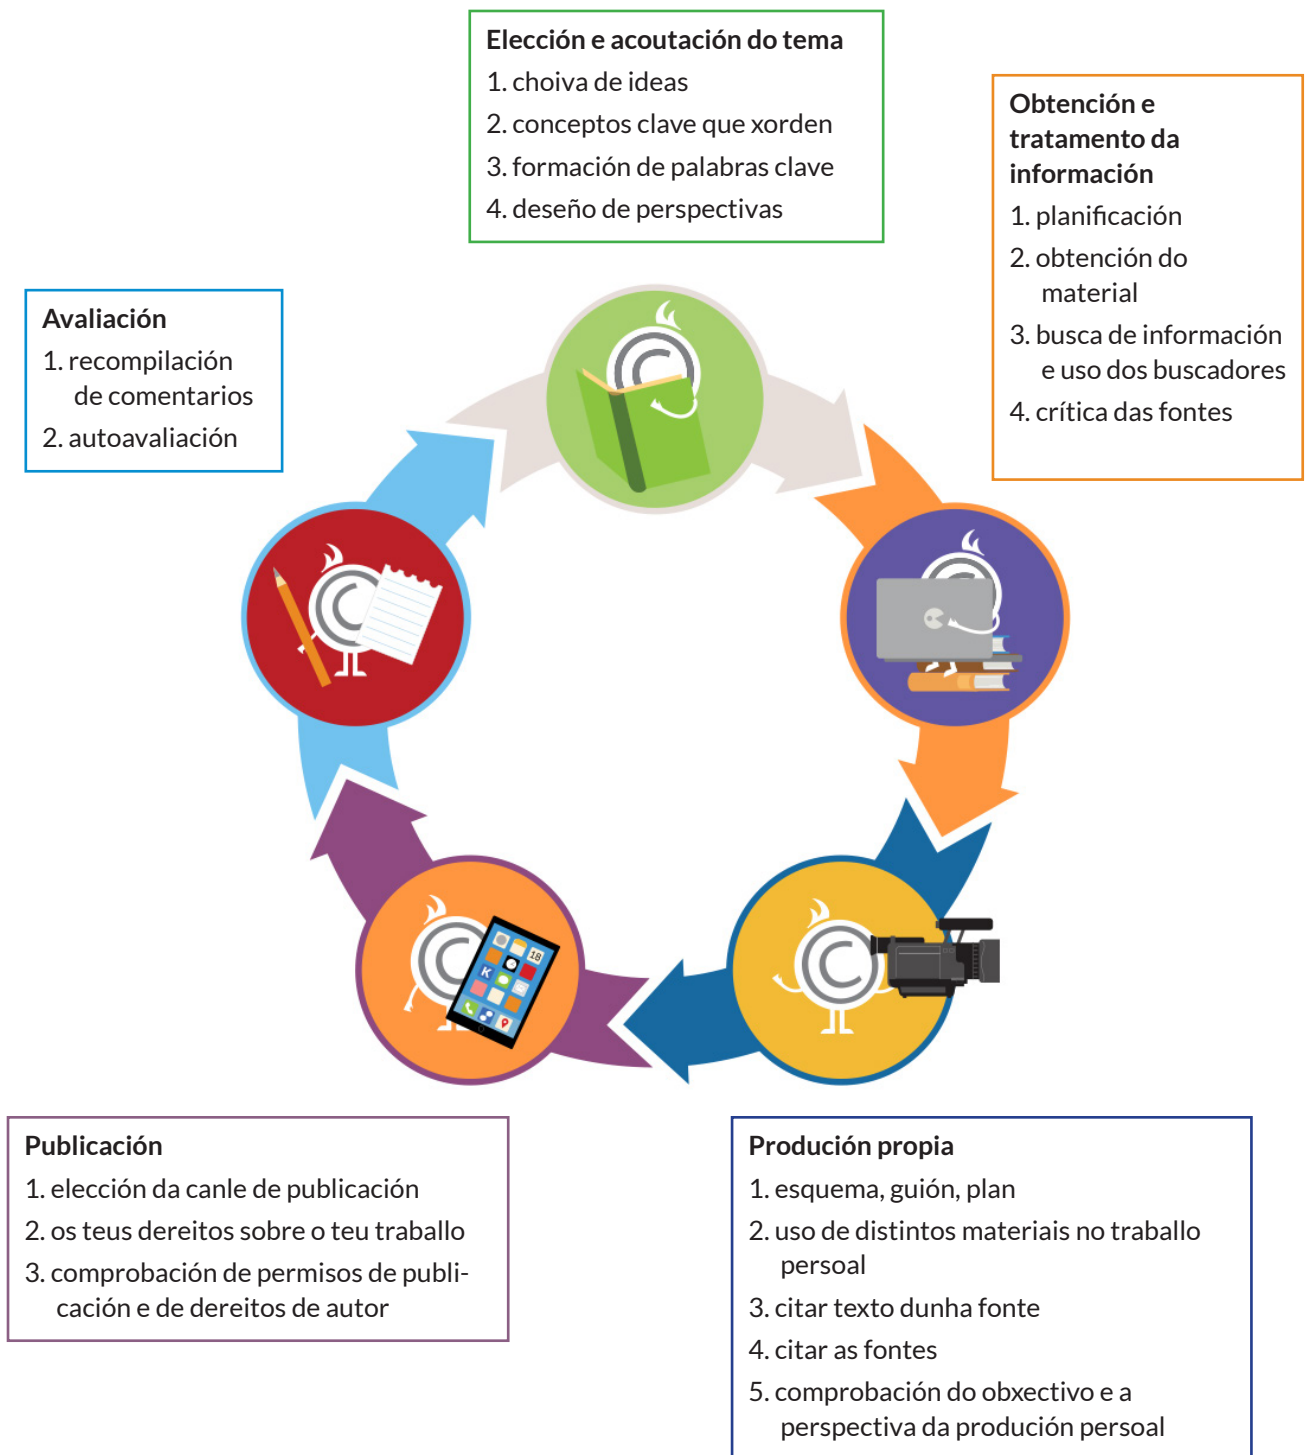 Elección e acoutación do tema
1. choiva de ideas
2. conceptos clave que xorden
3. formación de palabras clave
4. deseño de perspectivas
Obtención e
tratamento da
información
1. planificación
2. obtención do
material
3. busca de información
e uso dos buscadores
4. crítica das fontes
Avaliación
1. recompilación
de comentarios
2. autoavaliación
18
K
Publicación
1. elección da canle de publicación
2. os teus dereitos sobre o teu traballo
3. comprobación de permisos de publi-
cación e de dereitos de autor
Produción propia
1. esquema, guión, plan
2. uso de distintos materiais no traballo
persoal
3. citar texto dunha fonte
4. citar as fontes
5. comprobación do obxectivo e a
perspectiva da produción persoal